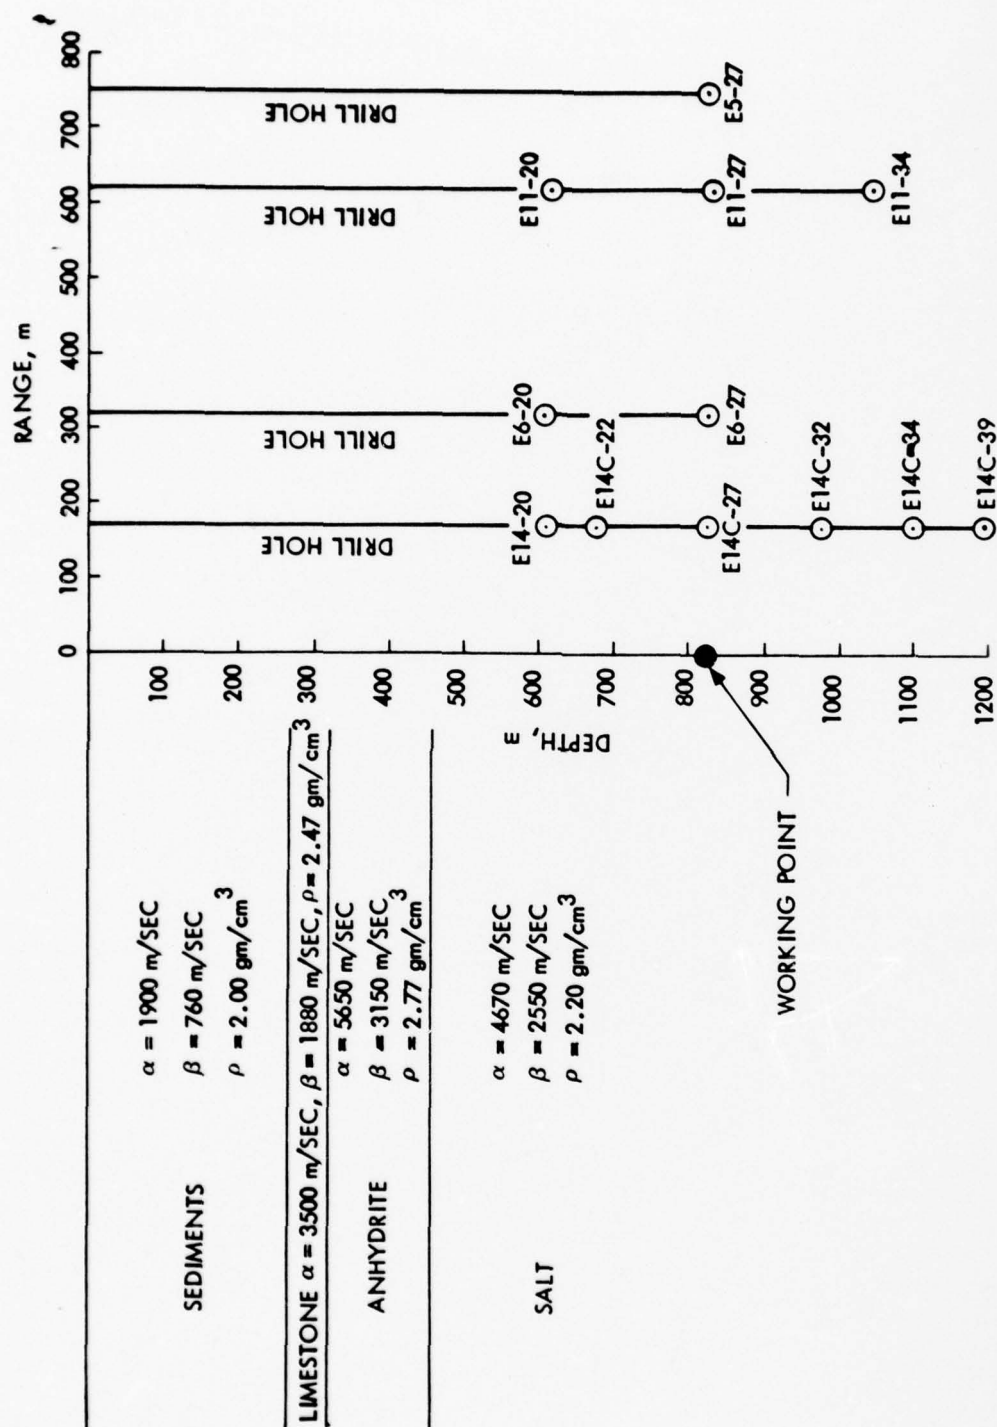 RANGE, m
0
100
200
300
400
500
600
700
800
DRILL HOLE
DRILL HOLE
DRILL HOLE
DRILL HOLE
SEDIMENTS
α = 1900 m/SEC
β = 760 m/SEC
ρ = 2.00 gm/cm³
LIMESTONE α = 3500 m/SEC, β = 1880 m/SEC, ρ = 2.47 gm/cm³
ANHYDRITE
α = 5650 m/SEC
β = 3150 m/SEC
ρ = 2.77 gm/cm³
SALT
α = 4670 m/SEC
β = 2550 m/SEC
ρ = 2.20 gm/cm³
DEPTH, m
100
200
300
400
500
600
700
800
900
1000
1100
1200
E14-20
E14C-22
E14C-27
E14C-32
E14C-34
E14C-39
E6-20
E6-27
E11-20
E11-27
E11-34
E5-27
WORKING POINT